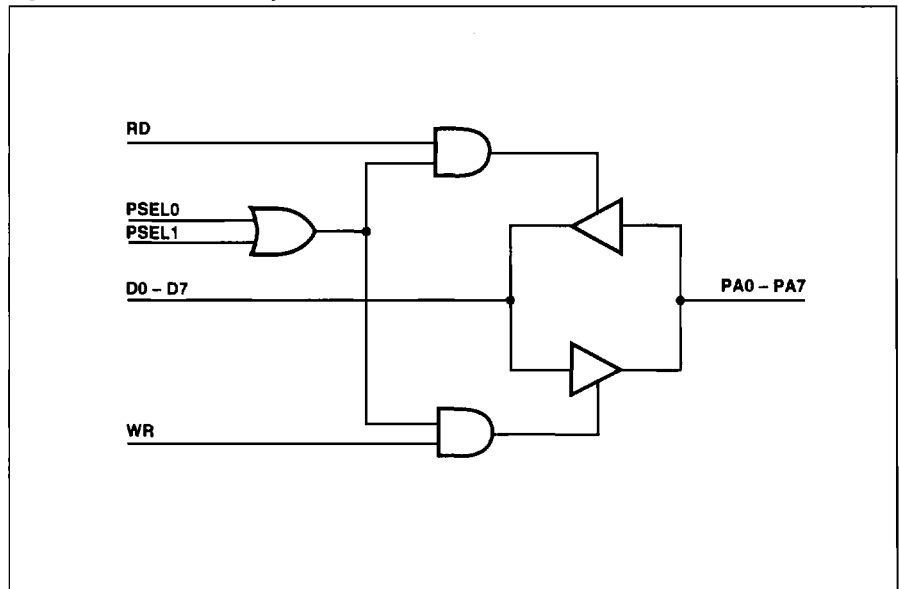 RD
PSEL0
PSEL1
D0 – D7
PA0 – PA7
WR